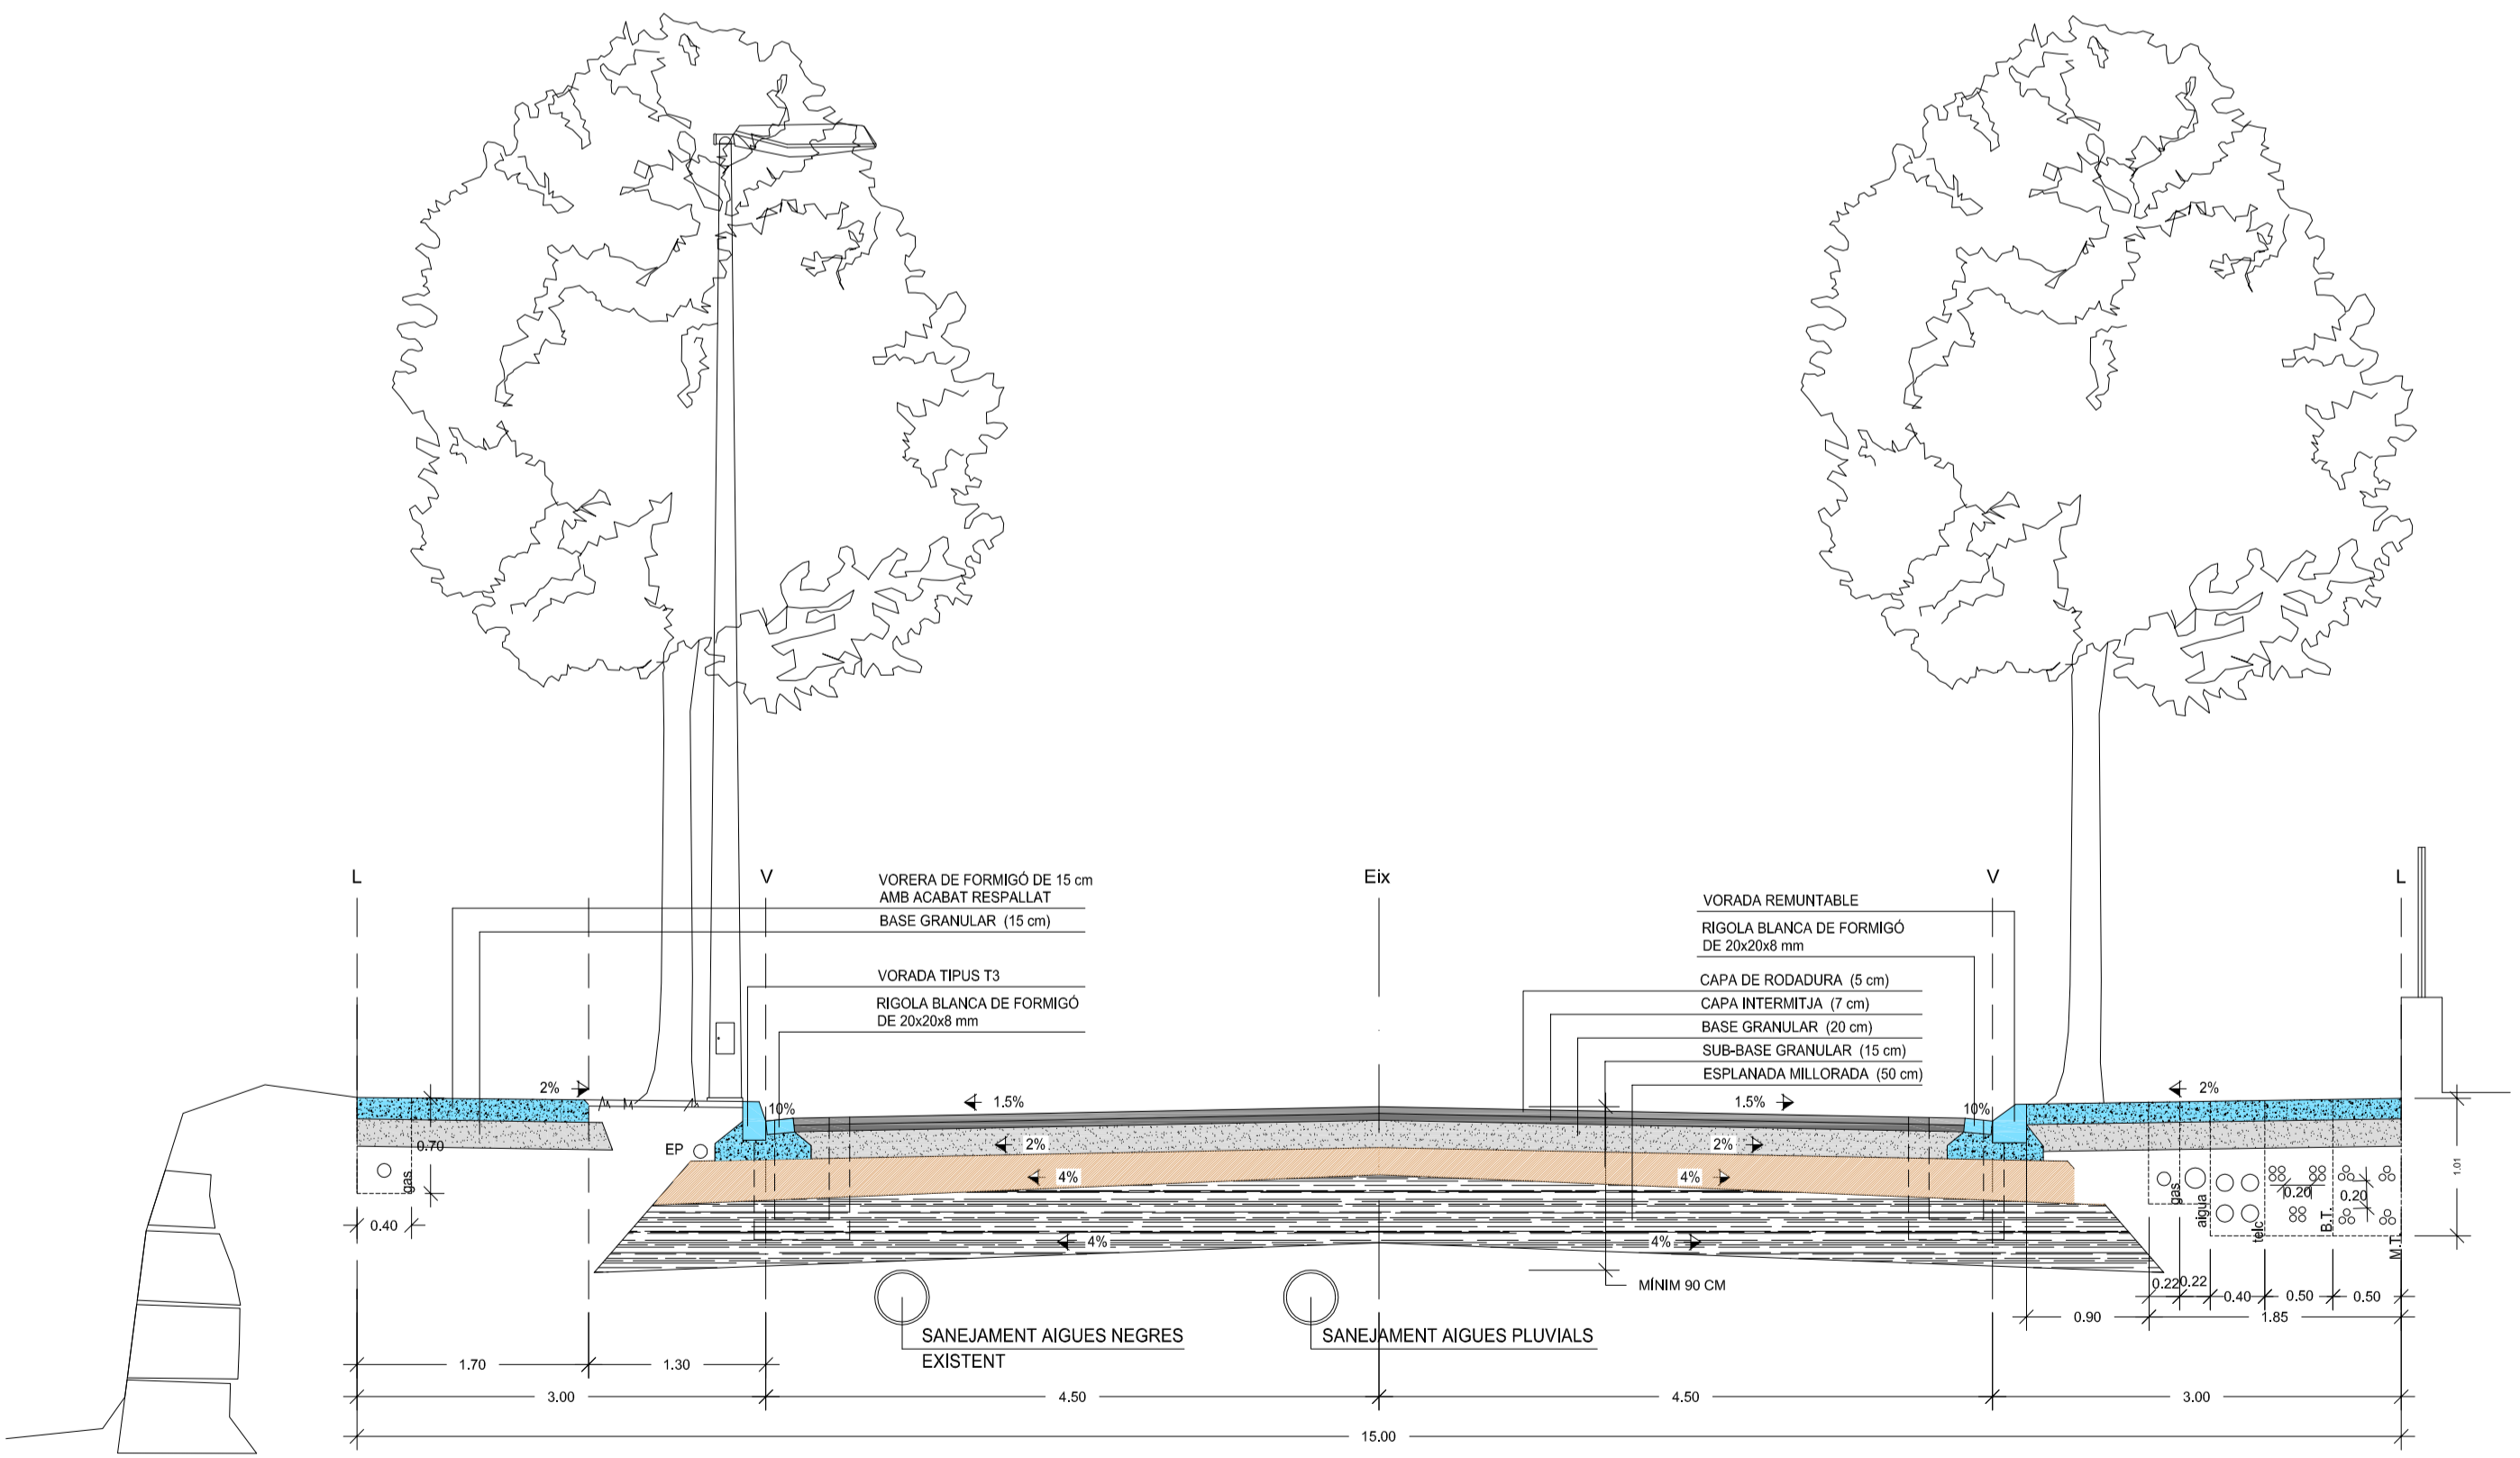 L
V
Eix
V
L
VORERA DE FORMIGÓ DE 15 cm
AMB ACABAT RESPALLAT
BASE GRANULAR (15 cm)
VORADA TIPUS T3
RIGOLA BLANCA DE FORMIGÓ
DE 20x20x8 mm
VORADA REMUNTABLE
RIGOLA BLANCA DE FORMIGÓ
DE 20x20x8 mm
CAPA DE RODADURA (5 cm)
CAPA INTERMITJA (7 cm)
BASE GRANULAR (20 cm)
SUB-BASE GRANULAR (15 cm)
ESPLANADA MILLORADA (50 cm)
2%
10%
1.5%
1.5%
10%
2%
0.70
EP
2%
2%
gas
4%
4%
0.40
4%
4%
gas
aigua
telc
B.T.
M.T.
0.20
0.20
1.01
MÍNIM 90 CM
0.22
0.22
0.40
0.50
0.50
0.90
1.85
SANEJAMENT AIGUES NEGRES
EXISTENT
SANEJAMENT AIGUES PLUVIALS
1.70
1.30
3.00
4.50
4.50
3.00
15.00